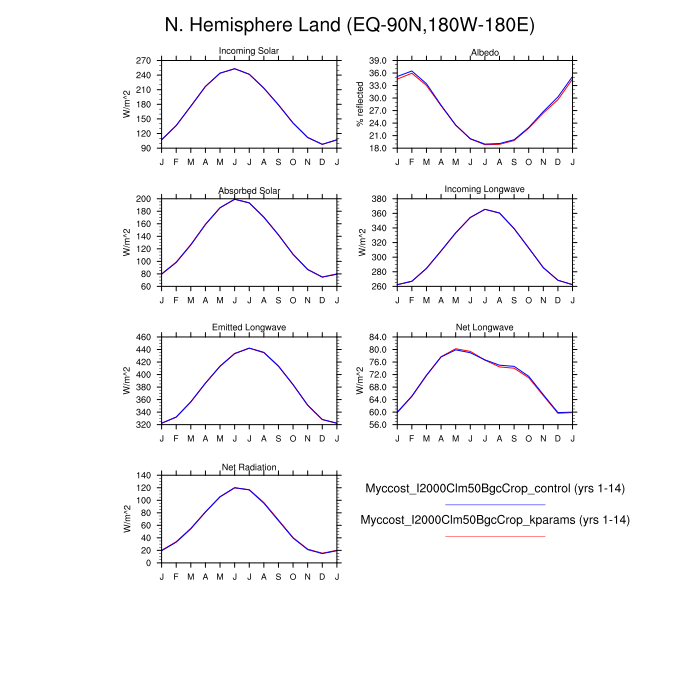 N. Hemisphere Land (EQ-90N,180W-180E)
Incoming Solar
W/m^2
270
240
210
180
150
120
90
J F M A M J J A S O N D J
Albedo
% reflected
39.0
36.0
33.0
30.0
27.0
24.0
21.0
18.0
J F M A M J J A S O N D J
Absorbed Solar
W/m^2
200
180
160
140
120
100
80
60
J F M A M J J A S O N D J
Incoming Longwave
W/m^2
380
360
340
320
300
280
260
J F M A M J J A S O N D J
Emitted Longwave
W/m^2
460
440
420
400
380
360
340
320
J F M A M J J A S O N D J
Net Longwave
W/m^2
84.0
80.0
76.0
72.0
68.0
64.0
60.0
56.0
J F M A M J J A S O N D J
Net Radiation
W/m^2
140
120
100
80
60
40
20
0
J F M A M J J A S O N D J
Myccost_I2000Clm50BgcCrop_control (yrs 1-14)
Myccost_I2000Clm50BgcCrop_kparams (yrs 1-14)